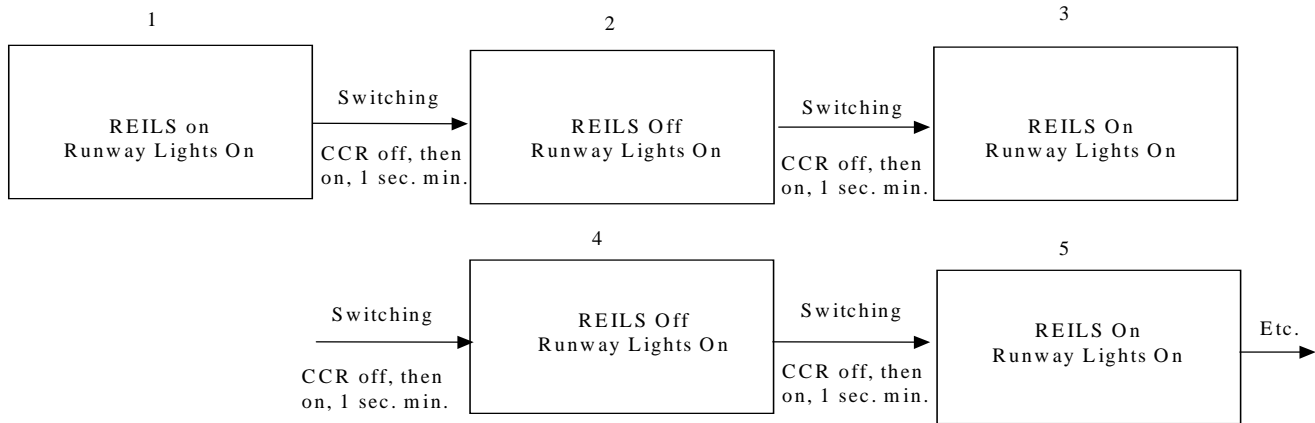 1
REILS on
Runway Lights On
Switching
CCR off, then
on, 1 sec. min.
2
REILS Off
Runway Lights On
Switching
CCR off, then
on, 1 sec. min.
3
REILS On
Runway Lights On
Switching
CCR off, then
on, 1 sec. min.
4
REILS Off
Runway Lights On
Switching
CCR off, then
on, 1 sec. min.
5
REILS On
Runway Lights On
Etc.